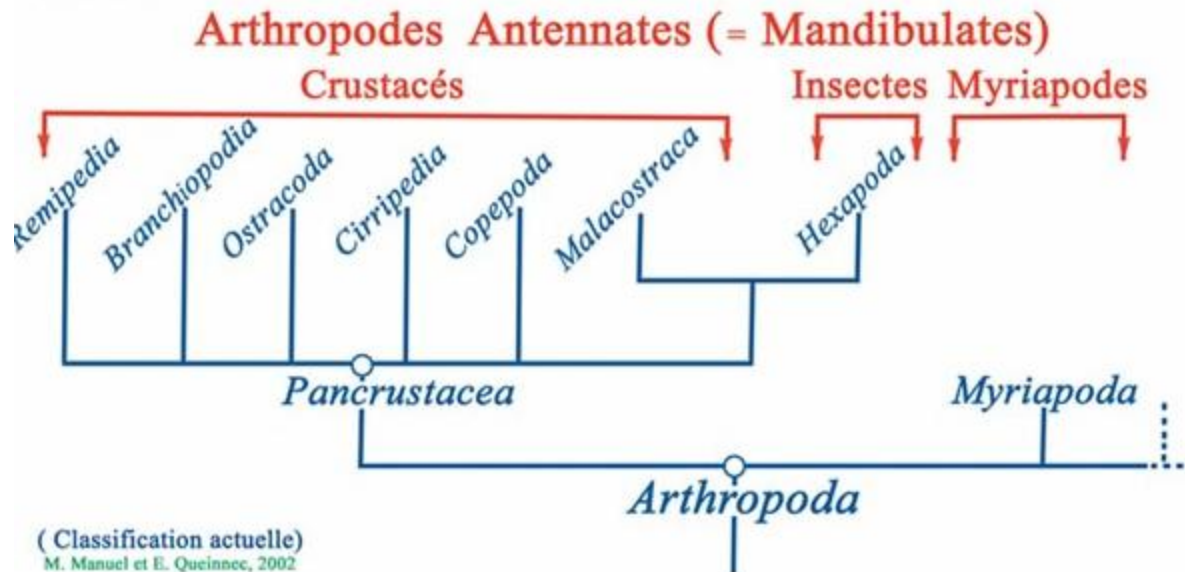 Arthropodes Antennates (= Mandibulates)
Crustacés
Insectes Myriapodes
Remipedia
Branchiopodia
Ostracoda
Cirripedia
Copepoda
Malacostraca
Hexapoda
Pancrustacea
Myriapoda
Arthropoda
( Classification actuelle)
M. Manuel et E. Queinnec, 2002